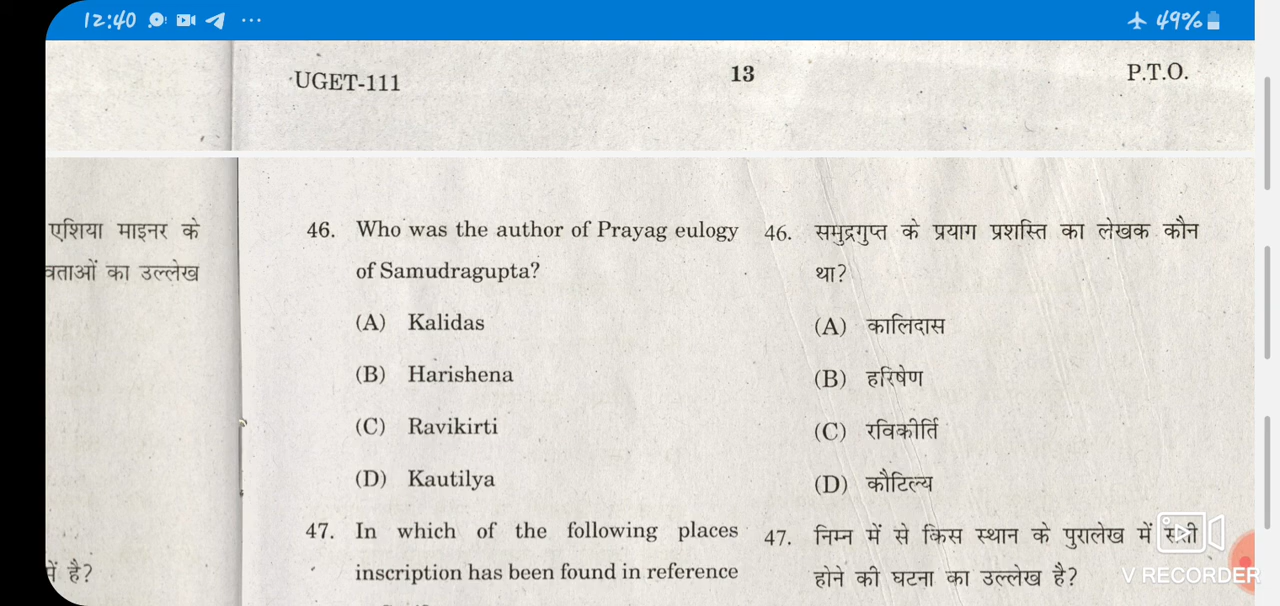 12:40
49%
UGET-111
13
P.T.O.
एशिया माइनर के
वताओं का उल्लेख
में है?
46. Who was the author of Prayag eulogy
of Samudragupta?
(A) Kalidas
(B) Harishena
(C) Ravikirti
(D) Kautilya
47. In which of the following places
inscription has been found in reference
46. समुद्रगुप्त के प्रयाग प्रशस्ति का लेखक कौन
था?
(A) कालिदास
(B) हरिषेण
(C) रविकीर्ति
(D) कौटिल्य
47. निम्न में से किस स्थान के पुरालेख में सती
होने की घटना का उल्लेख है?
V RECORDER